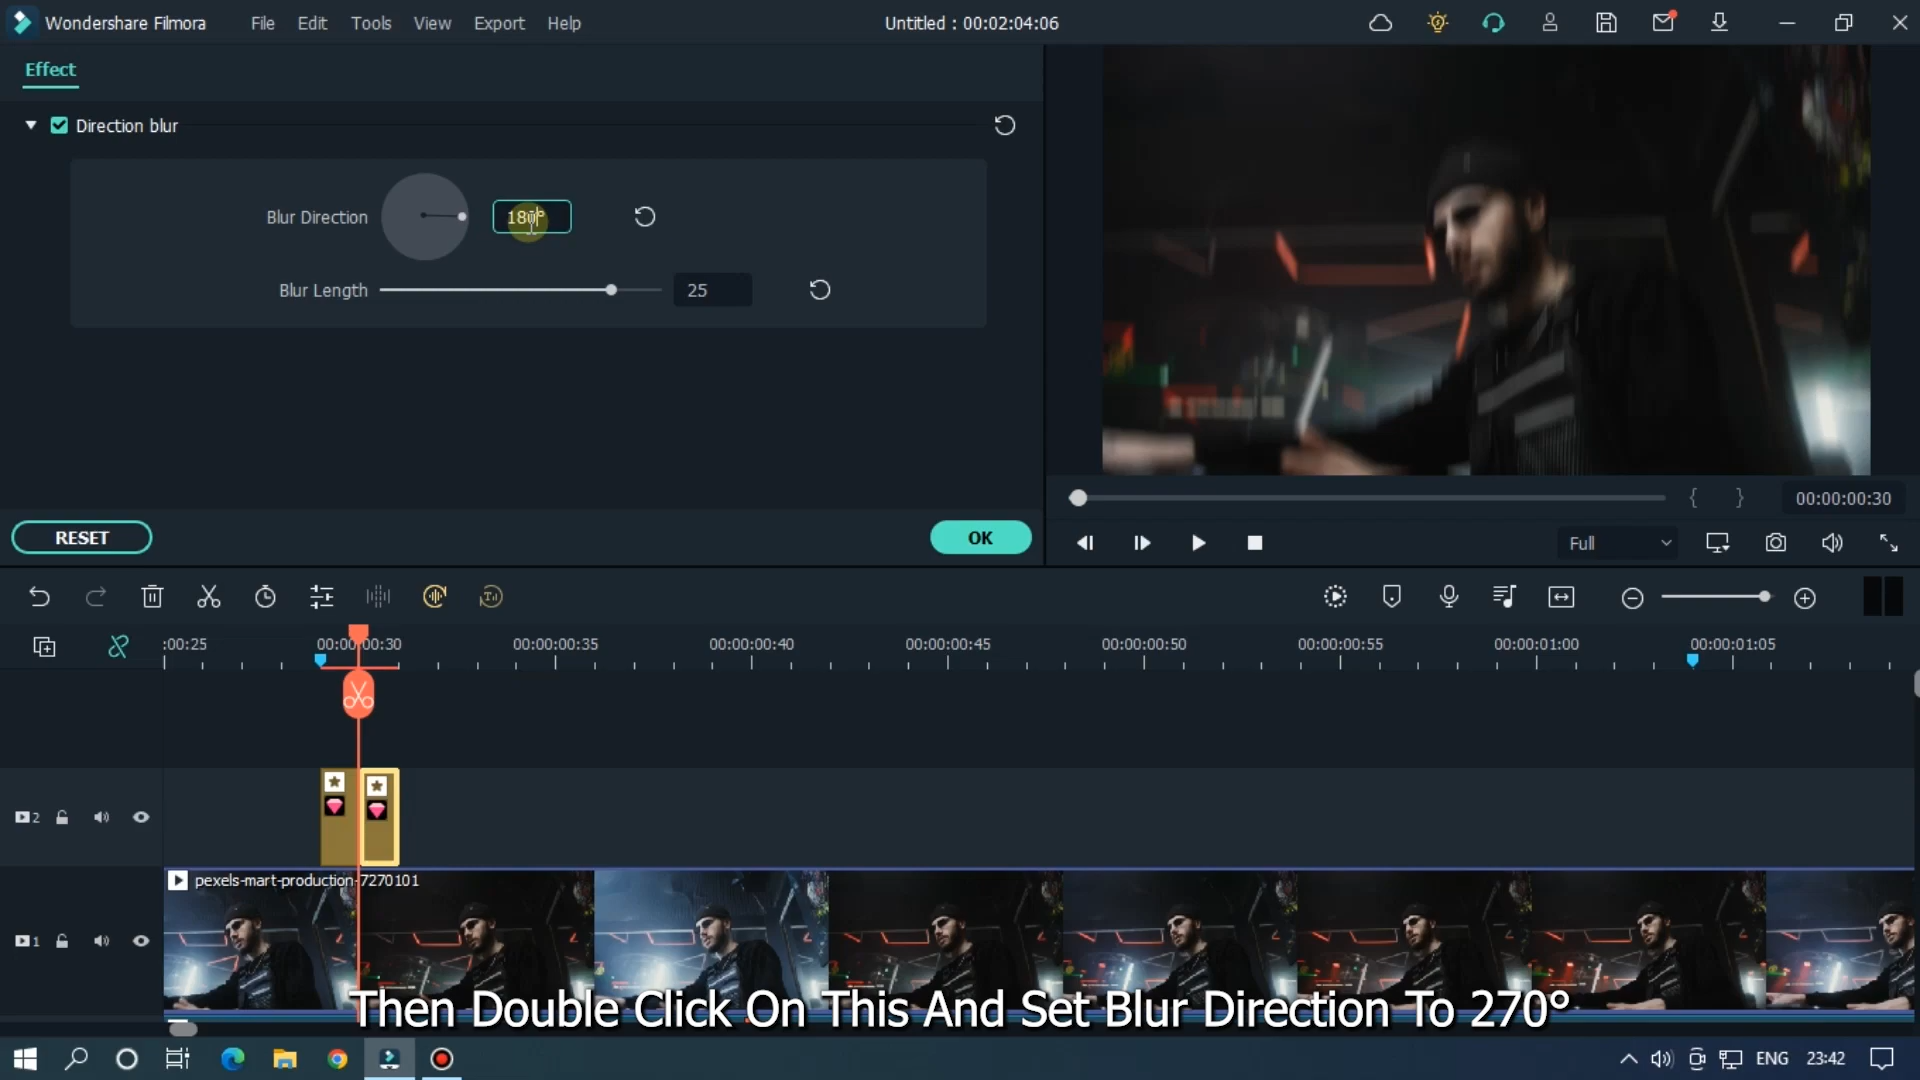 Wondershare Filmora File Edit Tools View Export Help Untitled : 00:02:04:06
Effect
Direction blur
Blur Direction 180°
Blur Length 25
RESET OK
{ } 00:00:00:30
Full
:00:25 00:00:00:30 00:00:00:35 00:00:00:40 00:00:00:45 00:00:00:50 00:00:00:55 00:00:01:00 00:00:01:05
2
pexels-mart-production-7270101
1
Then Double Click On This And Set Blur Direction To 270°
ENG 23:42